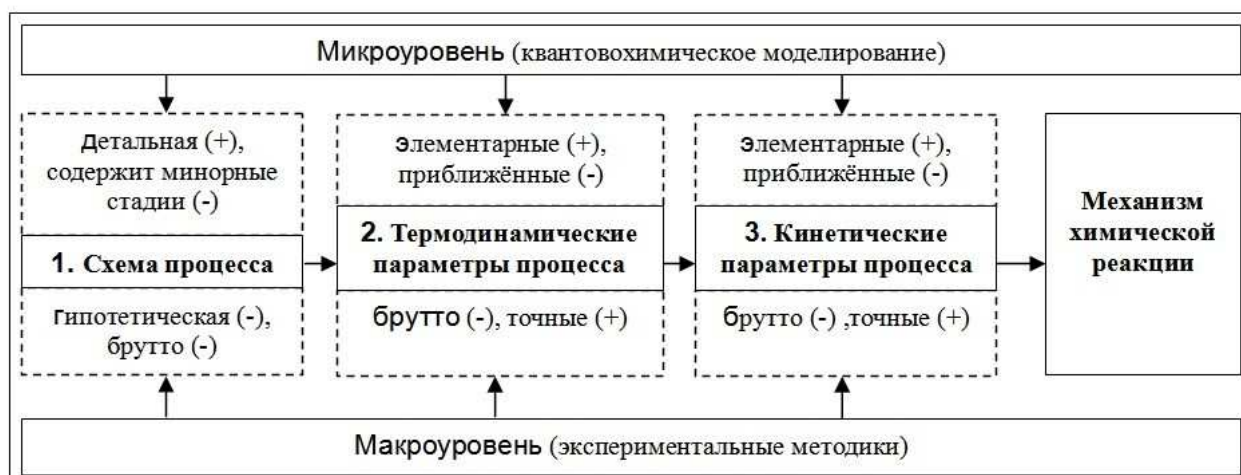 Микроуровень (квантовохимическое моделирование)
детальная (+),
содержит минорные
стадии (-)
1. Схема процесса
гипотетическая (-),
брутто (-)
элементарные (+),
приближённые (-)
2. Термодинамические
параметры процесса
брутто (-), точные (+)
элементарные (+),
приближённые (-)
3. Кинетические
параметры процесса
брутто (-) ,точные (+)
Механизм
химической
реакции
Макроуровень (экспериментальные методики)